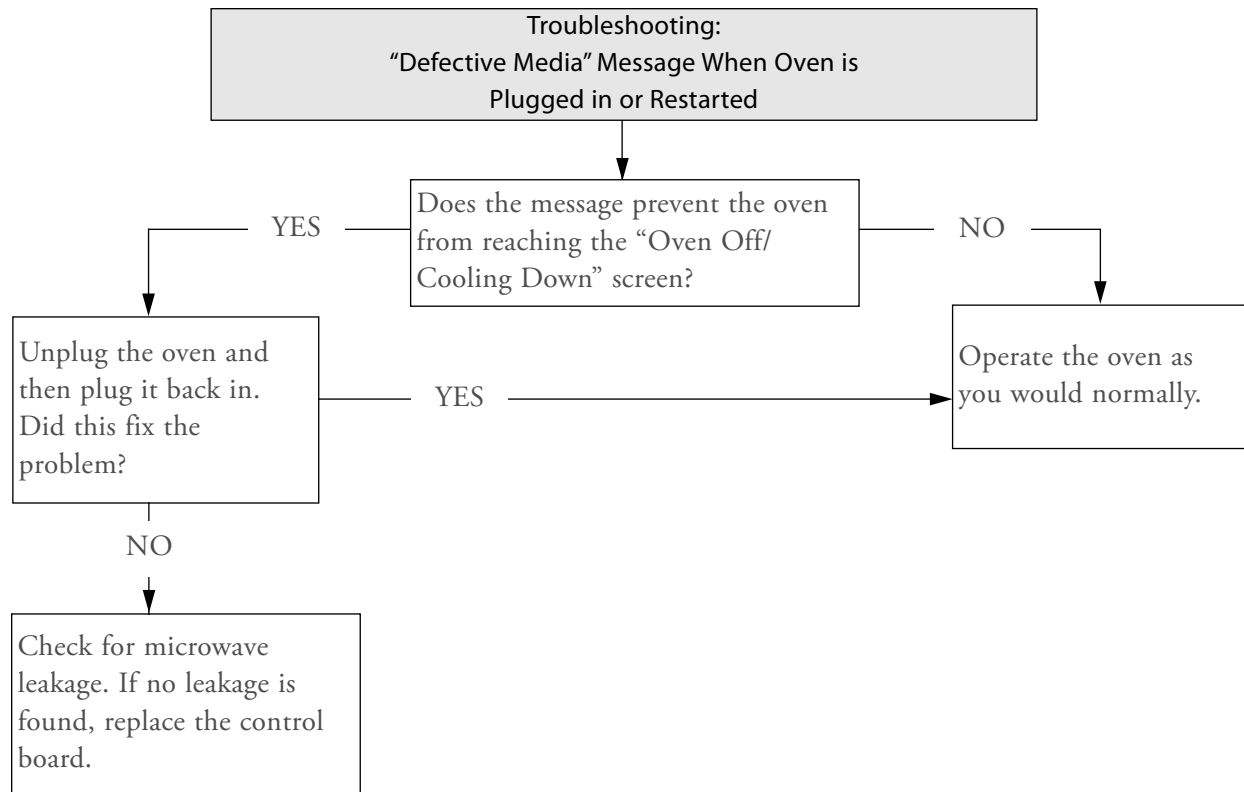 Troubleshooting:
“Defective Media” Message When Oven is
Plugged in or Restarted
Does the message prevent the oven
from reaching the “Oven Off/
Cooling Down” screen?
YES
NO
Unplug the oven and
then plug it back in.
Did this fix the
problem?
YES
Operate the oven as
you would normally.
NO
Check for microwave
leakage. If no leakage is
found, replace the control
board.